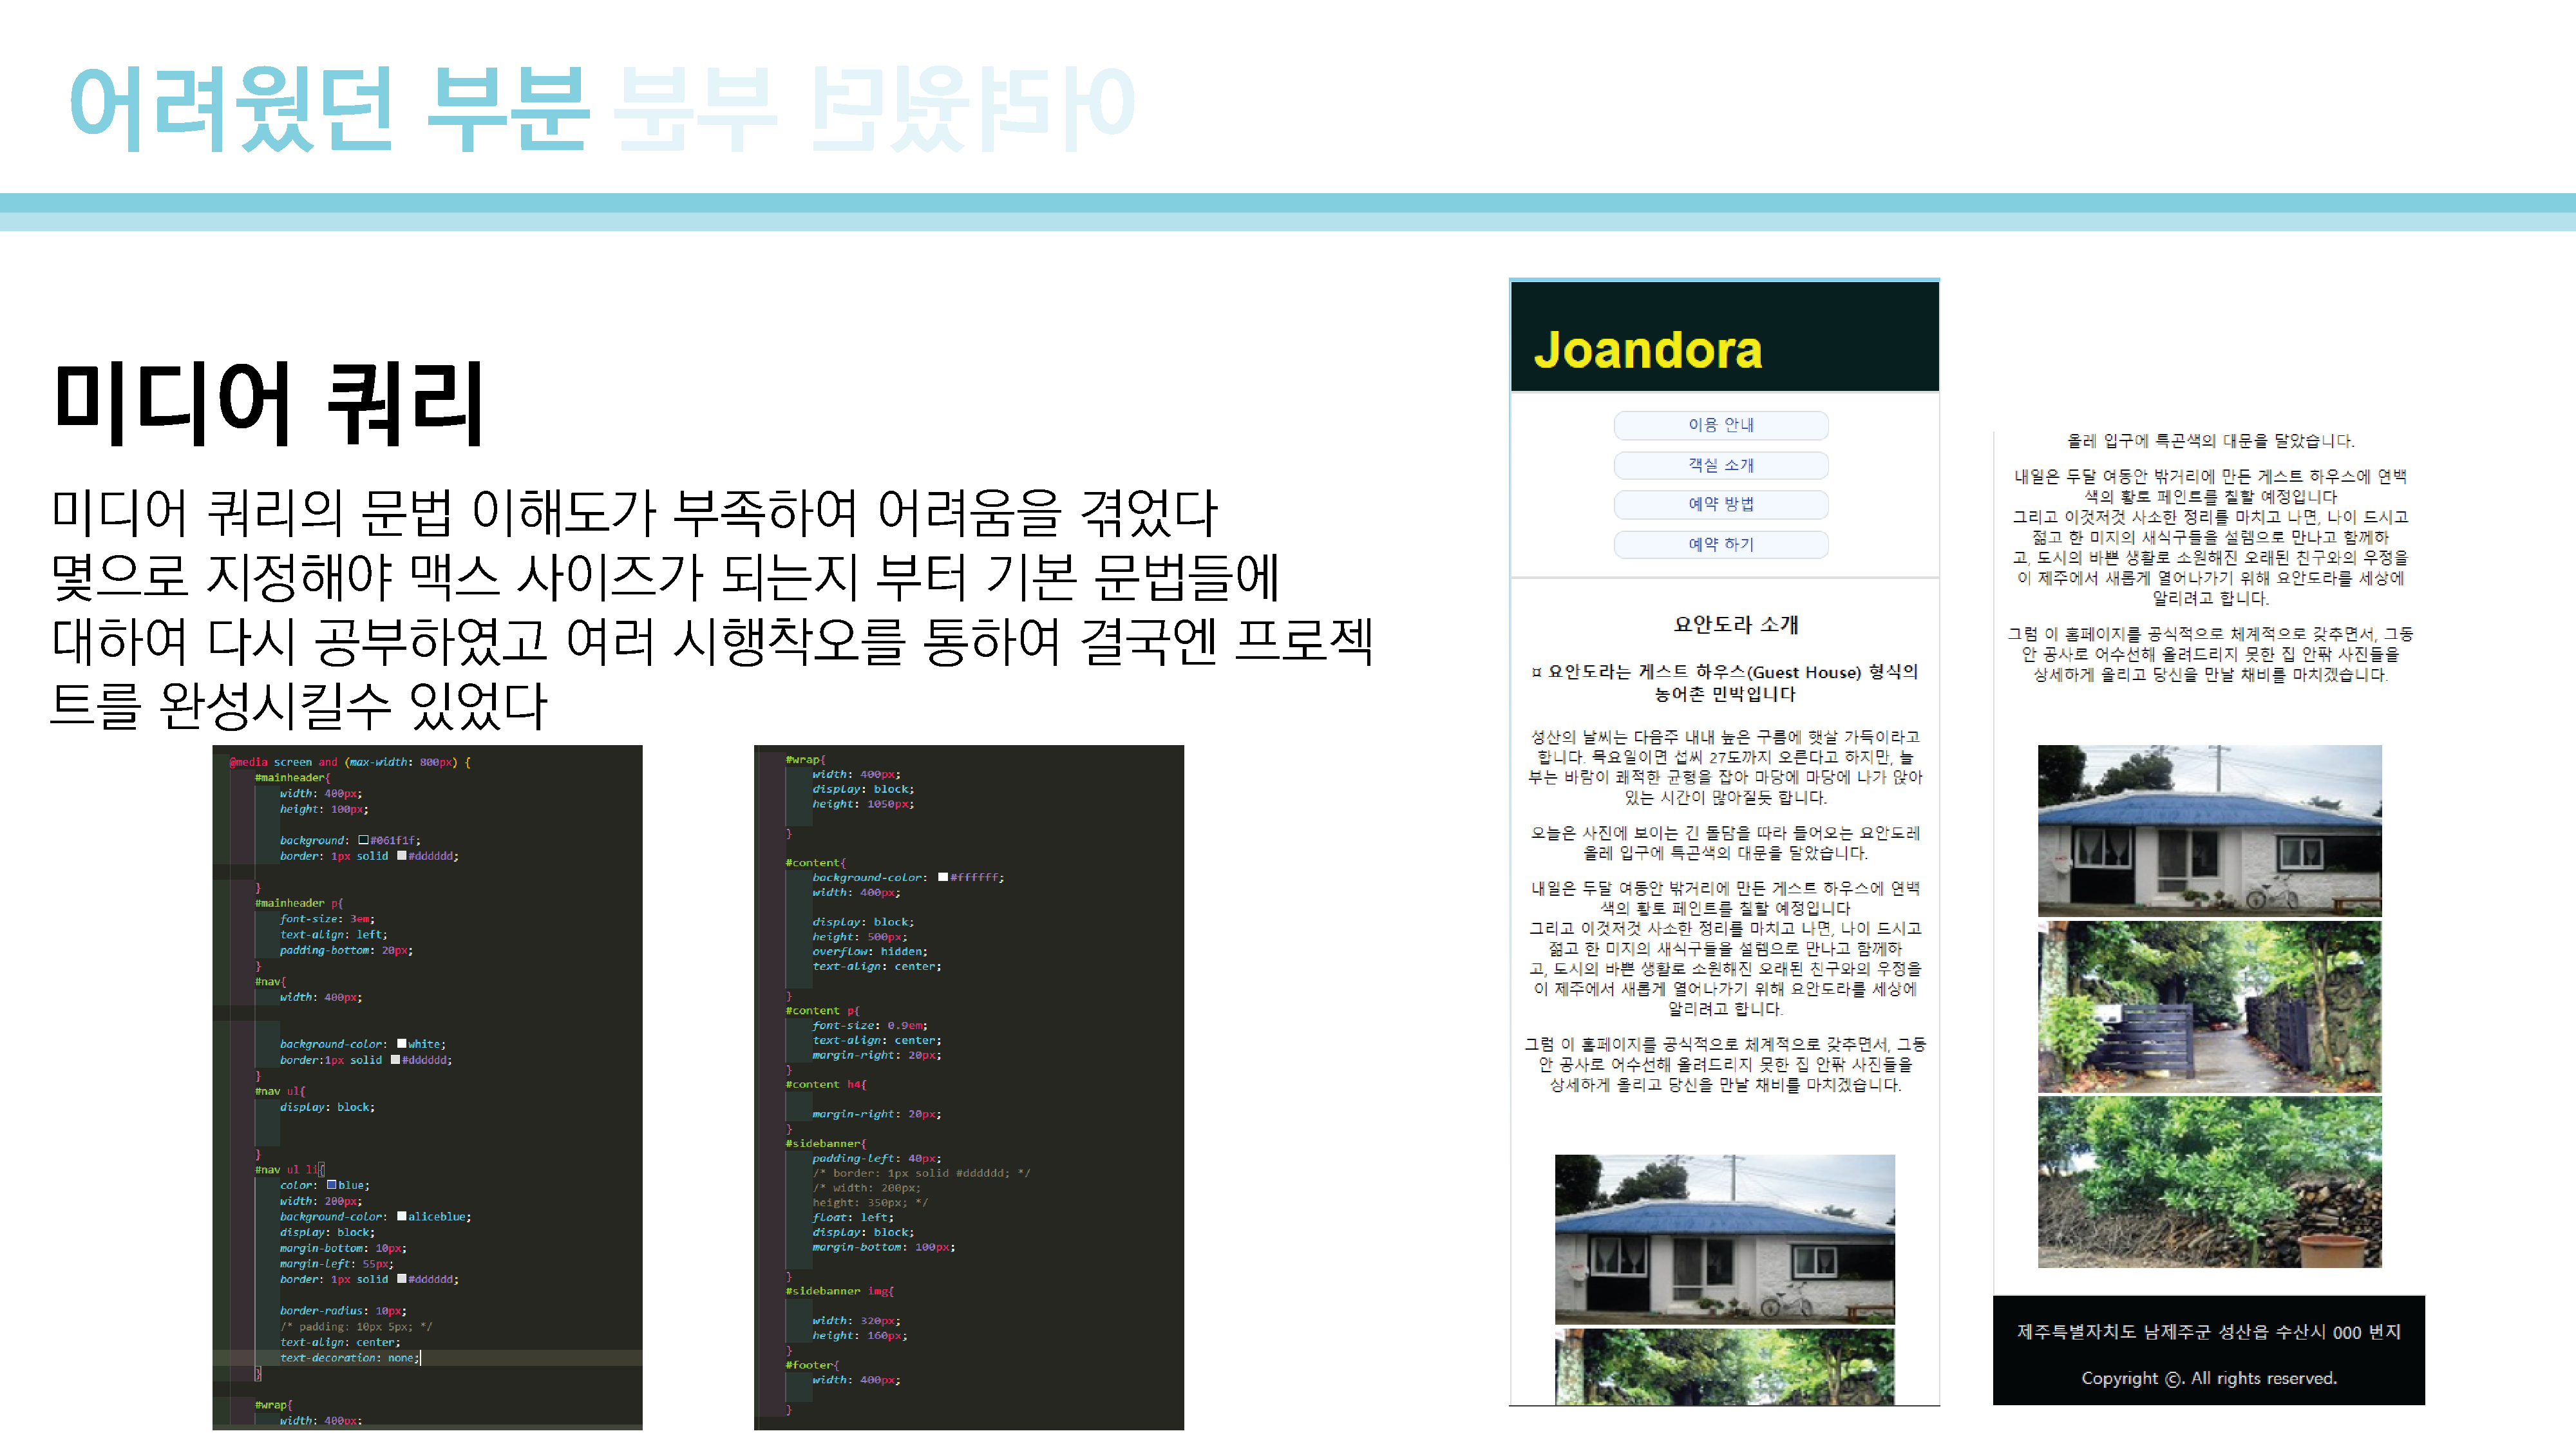 어려웠던 부분 어려웠던 부분
미디어 쿼리
미디어 쿼리의 문법 이해도가 부족하여 어려움을 겪었다
몇으로 지정해야 맥스 사이즈가 되는지 부터 기본 문법들에
대하여 다시 공부하였고 여러 시행착오를 통하여 결국엔 프로젝
트를 완성시킬수 있었다
@media screen and (max-width: 800px) {
#mainheader{
width: 400px;
height: 100px;
background: #061f1f;
border: 1px solid #dddddd;
}
#mainheader p{
font-size: 3em;
text-align: left;
padding-bottom: 20px;
}
#nav{
width: 400px;
background-color: white;
border:1px solid #dddddd;
}
#nav ul{
display: block;
}
#nav ul li{
color: blue;
width: 200px;
background-color: aliceblue;
display: block;
margin-bottom: 10px;
margin-left: 55px;
border: 1px solid #dddddd;
border-radius: 10px;
/* padding: 10px 5px; */
text-align: center;
text-decoration: none;
}
#wrap{
width: 400px;
#wrap{
width: 400px;
display: block;
height: 1050px;
}
#content{
background-color: #ffffff;
width: 400px;
display: block;
height: 500px;
overflow: hidden;
text-align: center;
}
#content p{
font-size: 0.9em;
text-align: center;
margin-right: 20px;
}
#content h4{
margin-right: 20px;
}
#sidebanner{
padding-left: 40px;
/* border: 1px solid #dddddd; */
/* width: 200px;
height: 350px; */
float: left;
display: block;
margin-bottom: 100px;
}
#sidebanner img{
width: 320px;
height: 160px;
}
#footer{
width: 400px;
}
Joandora
이용 안내
객실 소개
예약 방법
예약 하기
요안도라 소개
¤ 요안도라는 게스트 하우스(Guest House) 형식의
농어촌 민박입니다
성산의 날씨는 다음주 내내 높은 구름에 햇살 가득이라고
합니다. 목요일이면 섭씨 27도까지 오른다고 하지만, 늘
부는 바람이 쾌적한 균형을 잡아 마당에 마당에 나가 앉아
있는 시간이 많아질듯 합니다.
오늘은 사진에 보이는 긴 돌담을 따라 들어오는 요안도레
올레 입구에 특곤색의 대문을 달았습니다.
내일은 두달 여동안 밖거리에 만든 게스트 하우스에 연백
색의 황토 페인트를 칠할 예정입니다
그리고 이것저것 사소한 정리를 마치고 나면, 나이 드시고
젊고 한 미지의 새식구들을 설렘으로 만나고 함께하
고, 도시의 바쁜 생활로 소원해진 오래된 친구와의 우정을
이 제주에서 새롭게 열어나가기 위해 요안도라를 세상에
알리려고 합니다.
그럼 이 홈페이지를 공식적으로 체계적으로 갖추면서, 그동
안 공사로 어수선해 올려드리지 못한 집 안팎 사진들을
상세하게 올리고 당신을 만날 채비를 마치겠습니다.
올레 입구에 특곤색의 대문을 달았습니다.
내일은 두달 여동안 밖거리에 만든 게스트 하우스에 연백
색의 황토 페인트를 칠할 예정입니다
그리고 이것저것 사소한 정리를 마치고 나면, 나이 드시고
젊고 한 미지의 새식구들을 설렘으로 만나고 함께하
고, 도시의 바쁜 생활로 소원해진 오래된 친구와의 우정을
이 제주에서 새롭게 열어나가기 위해 요안도라를 세상에
알리려고 합니다.
그럼 이 홈페이지를 공식적으로 체계적으로 갖추면서, 그동
안 공사로 어수선해 올려드리지 못한 집 안팎 사진들을
상세하게 올리고 당신을 만날 채비를 마치겠습니다.
제주특별자치도 남제주군 성산읍 수산시 000 번지
Copyright ©. All rights reserved.